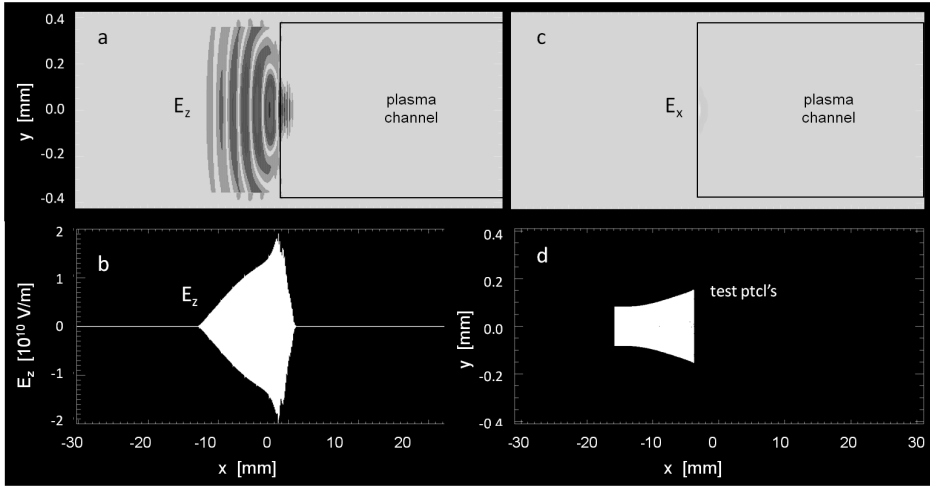 a
c
0.4
0.2
0.0
-0.2
-0.4
y [mm]
E_z
plasma
channel
E_x
plasma
channel
b
d
2
1
0
-1
-2
E_z [10^10 V/m]
E_z
-30
-20
-10
0
10
20
x [mm]
0.4
0.2
0.0
-0.2
-0.4
y [mm]
test ptcl's
-30
-20
-10
0
10
20
30
x [mm]